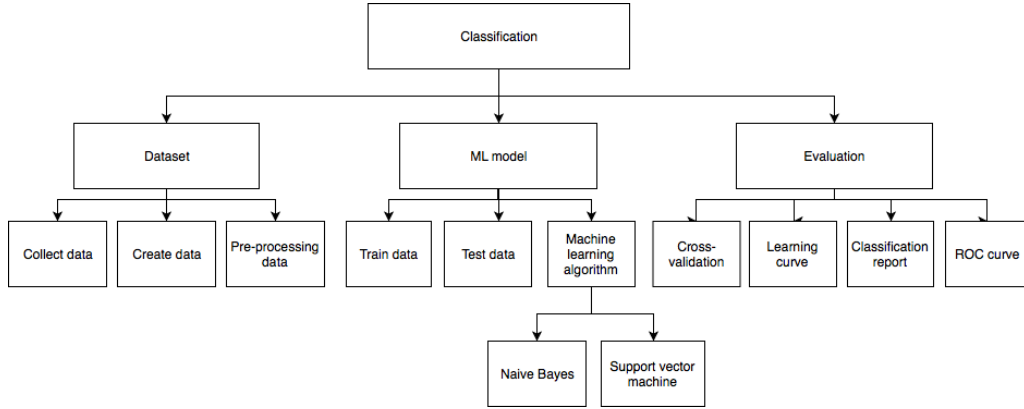 Classification
Dataset
ML model
Evaluation
Collect data
Create data
Pre-processing
data
Train data
Test data
Machine
learning
algorithm
Cross-
validation
Learning
curve
Classification
report
ROC curve
Naive Bayes
Support vector
machine